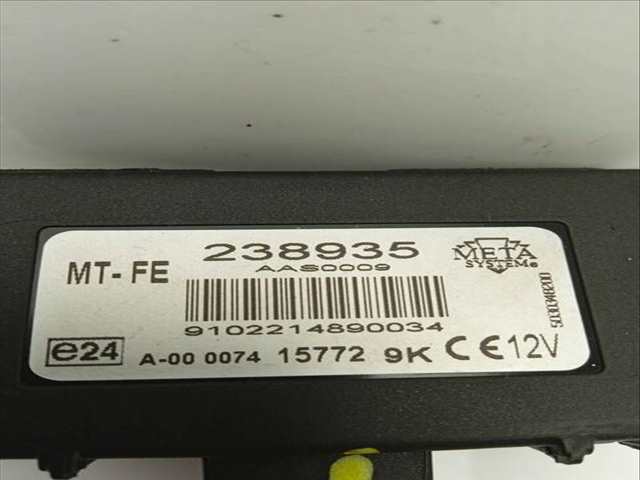 238935
MT-FE
AAS0009
META
SYSTEM®
9102214890034
e24 A-00 0074 15772 9K CE 12V